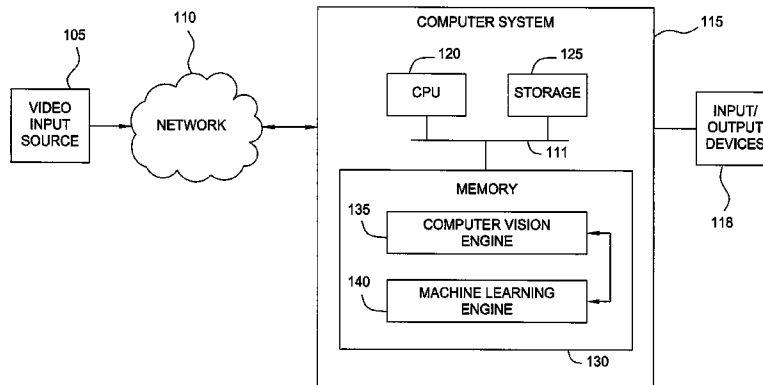 COMPUTER SYSTEM
105
110
115
120
125
VIDEO
INPUT
SOURCE
NETWORK
CPU
STORAGE
INPUT/
OUTPUT
DEVICES
111
118
MEMORY
135
COMPUTER VISION
ENGINE
140
MACHINE LEARNING
ENGINE
130